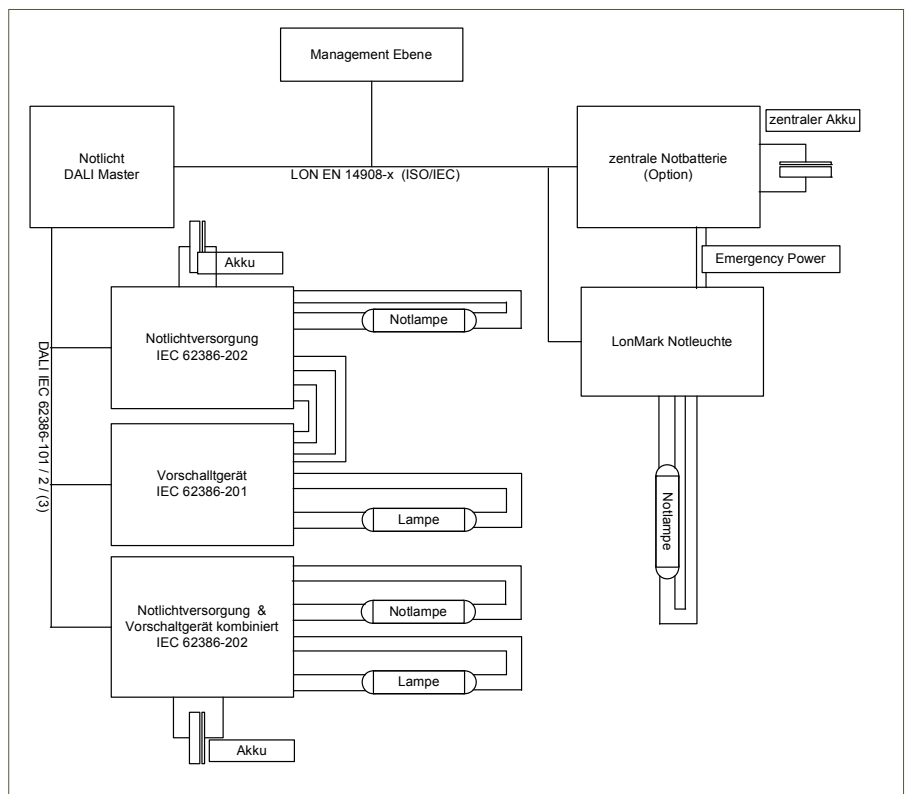 Management Ebene
Notlicht
DALI Master
zentrale Notbatterie
(Option)
zentraler Akku
LON EN 14908-x (ISO/IEC)
Akku
Emergency Power
Notlichtversorgung
IEC 62386-202
Notlampe
LonMark Notleuchte
DALI IEC 62386-101 / 2 / (3)
Vorschalltgerät
IEC 62386-201
Lampe
Notlampe
Notlichtversorgung &
Vorschaltgerät kombiniert
IEC 62386-202
Notlampe
Lampe
Akku